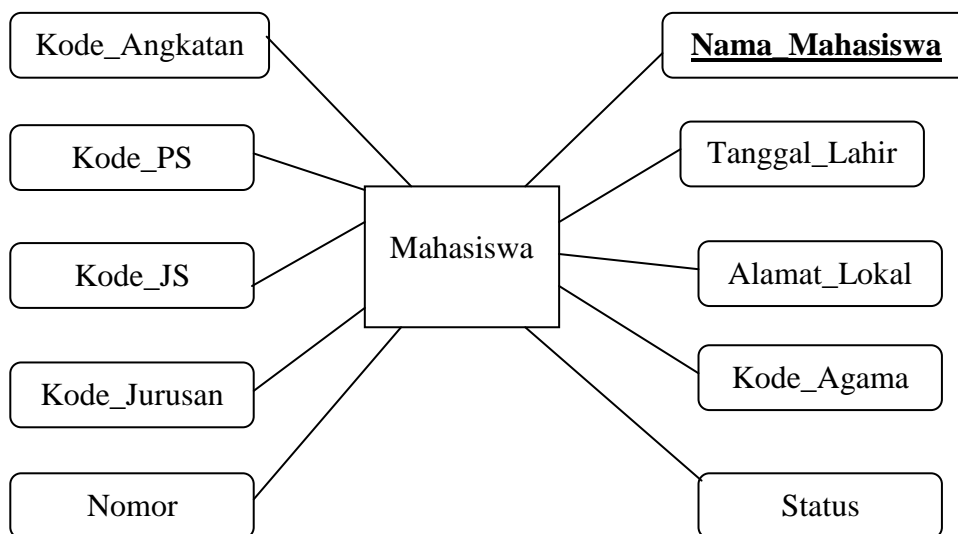 Kode_Angkatan
Nama_Mahasiswa
Kode_PS
Tanggal_Lahir
Mahasiswa
Kode_JS
Alamat_Lokal
Kode_Jurusan
Kode_Agama
Nomor
Status